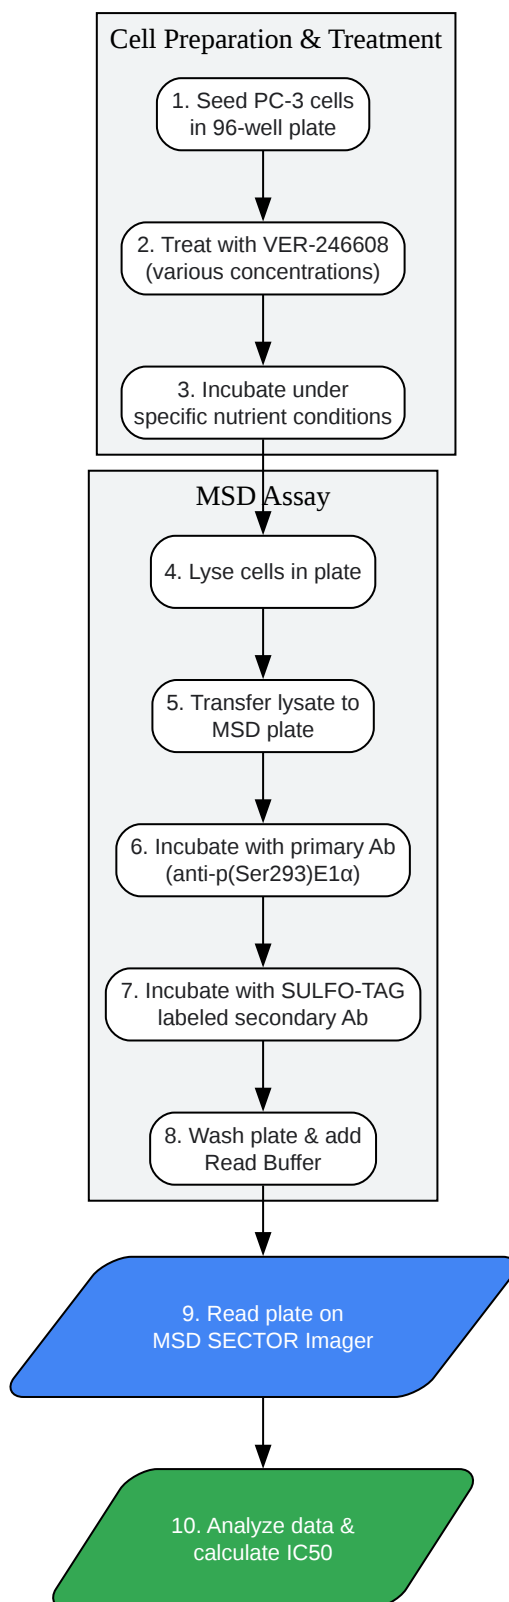 Cell Preparation & Treatment
1. Seed PC-3 cells
in 96-well plate
2. Treat with VER-246608
(various concentrations)
3. Incubate under
specific nutrient conditions
MSD Assay
4. Lyse cells in plate
5. Transfer lysate to
MSD plate
6. Incubate with primary Ab
(anti-p(Ser293)E1α)
7. Incubate with SULFO-TAG
labeled secondary Ab
8. Wash plate & add
Read Buffer
9. Read plate on
MSD SECTOR Imager
10. Analyze data &
calculate IC50